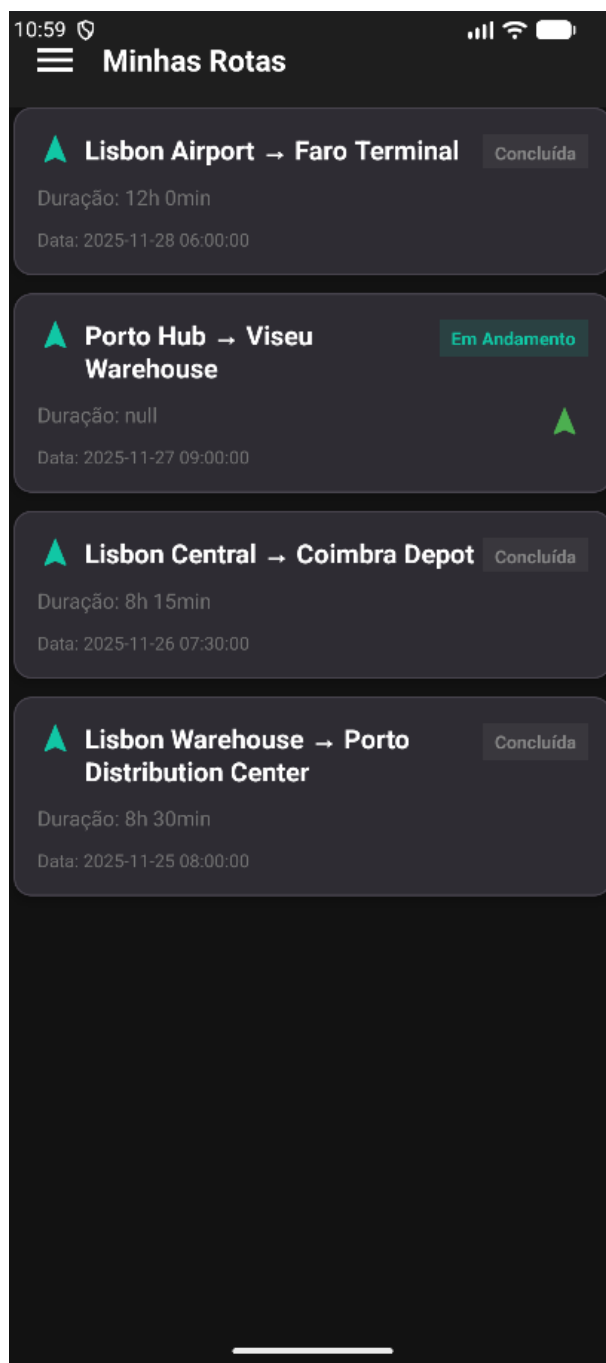 10:59
Minhas Rotas
Lisbon Airport → Faro Terminal
Concluída
Duração: 12h 0min
Data: 2025-11-28 06:00:00
Porto Hub → Viseu
Warehouse
Em Andamento
Duração: null
Data: 2025-11-27 09:00:00
Lisbon Central → Coimbra Depot
Concluída
Duração: 8h 15min
Data: 2025-11-26 07:30:00
Lisbon Warehouse → Porto
Distribution Center
Concluída
Duração: 8h 30min
Data: 2025-11-25 08:00:00